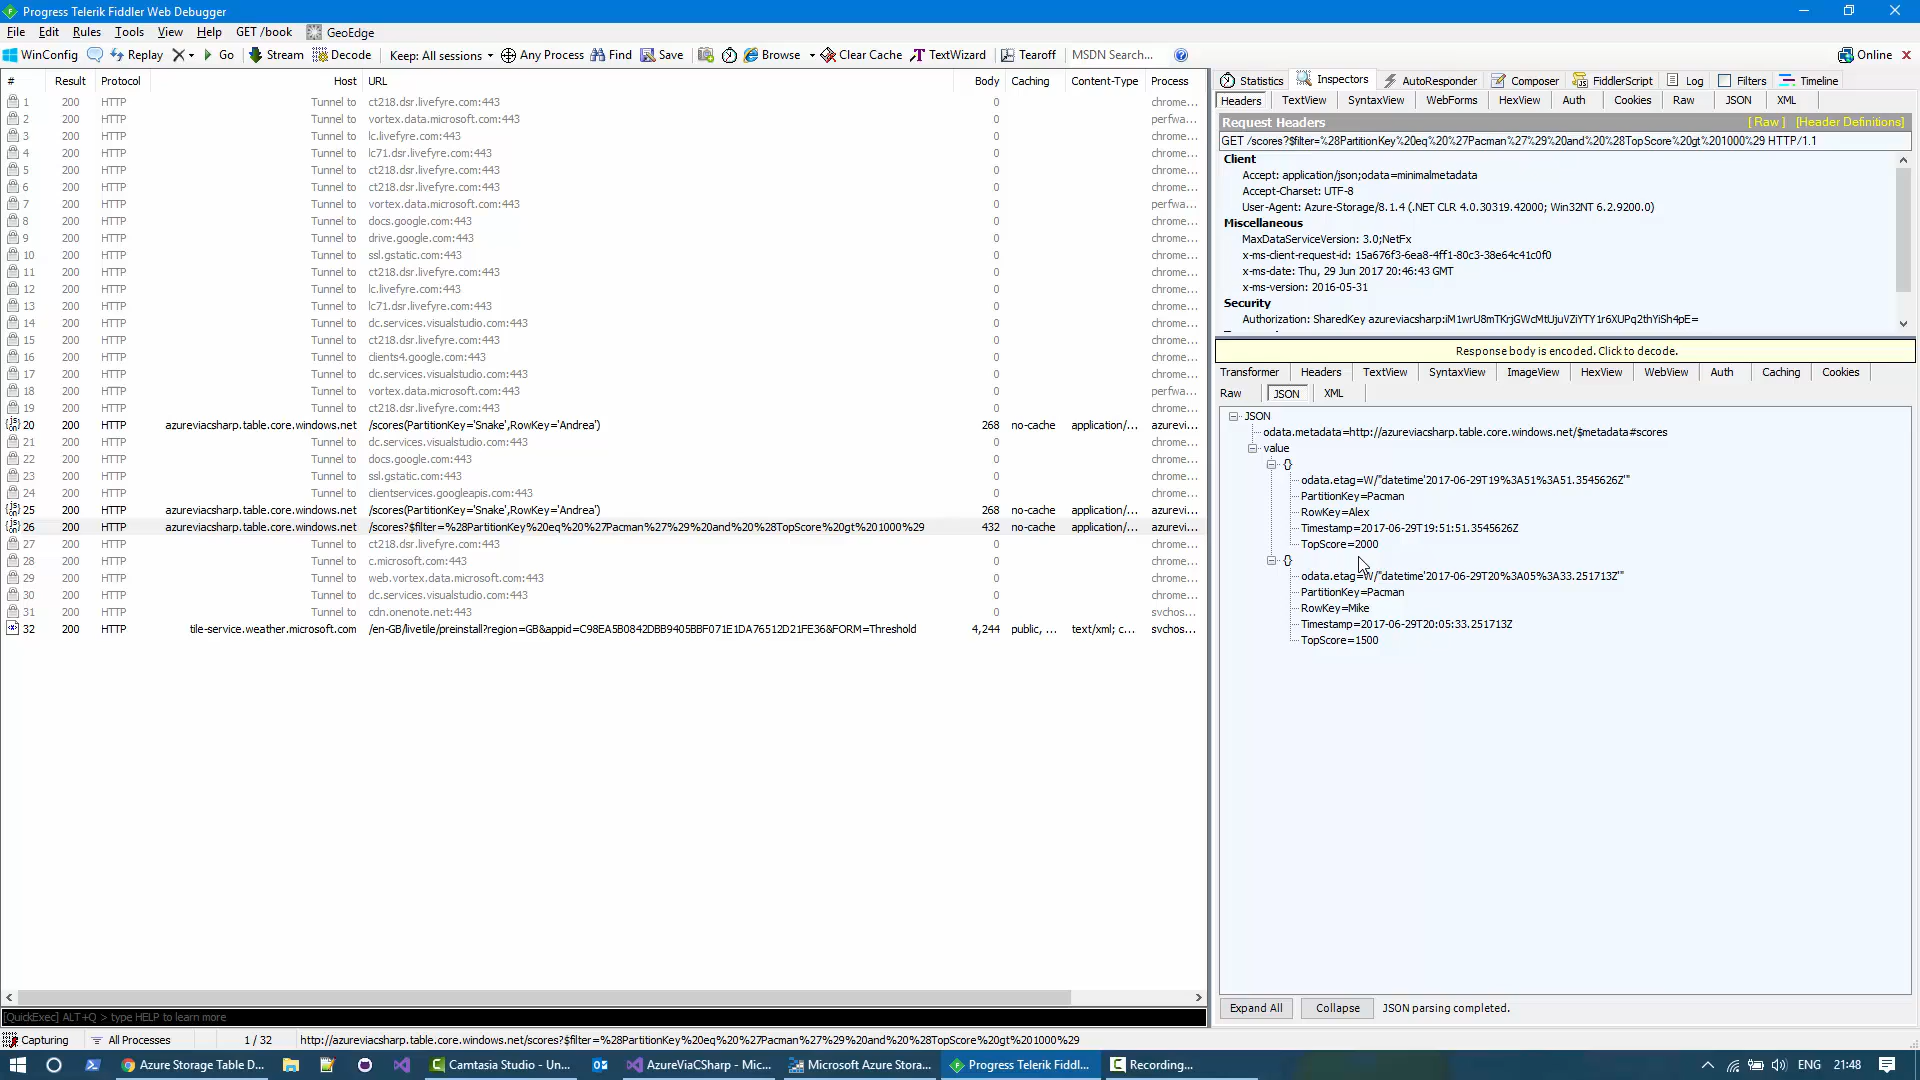 Progress Telerik Fiddler Web Debugger
File Edit Rules Tools View Help GET /book GeoEdge
WinConfig Replay Go Stream Decode Keep: All sessions Any Process Find Save Browse Clear Cache TextWizard Tearoff MSDN Search... Online
# Result Protocol Host URL Body Caching Content-Type Process
1 200 HTTP Tunnel to ct218.dsr.livefyre.com:443 0 chrome...
2 200 HTTP Tunnel to vortex.data.microsoft.com:443 0 perfwa...
3 200 HTTP Tunnel to lc.livefyre.com:443 0 chrome...
4 200 HTTP Tunnel to lc71.dsr.livefyre.com:443 0 chrome...
5 200 HTTP Tunnel to ct218.dsr.livefyre.com:443 0 chrome...
6 200 HTTP Tunnel to ct218.dsr.livefyre.com:443 0 chrome...
7 200 HTTP Tunnel to vortex.data.microsoft.com:443 0 perfwa...
8 200 HTTP Tunnel to docs.google.com:443 0 chrome...
9 200 HTTP Tunnel to drive.google.com:443 0 chrome...
10 200 HTTP Tunnel to ssl.gstatic.com:443 0 chrome...
11 200 HTTP Tunnel to ct218.dsr.livefyre.com:443 0 chrome...
12 200 HTTP Tunnel to lc.livefyre.com:443 0 chrome...
13 200 HTTP Tunnel to lc71.dsr.livefyre.com:443 0 chrome...
14 200 HTTP Tunnel to dc.services.visualstudio.com:443 0 chrome...
15 200 HTTP Tunnel to ct218.dsr.livefyre.com:443 0 chrome...
16 200 HTTP Tunnel to clients4.google.com:443 0 chrome...
17 200 HTTP Tunnel to dc.services.visualstudio.com:443 0 chrome...
18 200 HTTP Tunnel to vortex.data.microsoft.com:443 0 perfwa...
19 200 HTTP Tunnel to ct218.dsr.livefyre.com:443 0 chrome...
20 200 HTTP azureviacsharp.table.core.windows.net /scores(PartitionKey='Snake',RowKey='Andrea') 268 no-cache application/... azurevi...
21 200 HTTP Tunnel to dc.services.visualstudio.com:443 0 chrome...
22 200 HTTP Tunnel to docs.google.com:443 0 chrome...
23 200 HTTP Tunnel to ssl.gstatic.com:443 0 chrome...
24 200 HTTP Tunnel to clientservices.googleapis.com:443 0 chrome...
25 200 HTTP azureviacsharp.table.core.windows.net /scores(PartitionKey='Snake',RowKey='Andrea') 268 no-cache application/... azurevi...
26 200 HTTP azureviacsharp.table.core.windows.net /scores?$filter=%28PartitionKey%20eq%20%27Pacman%27%29%20and%20%28TopScore%20gt%201000%29 432 no-cache application/... azurevi...
27 200 HTTP Tunnel to ct218.dsr.livefyre.com:443 0 chrome...
28 200 HTTP Tunnel to c.microsoft.com:443 0 chrome...
29 200 HTTP Tunnel to web.vortex.data.microsoft.com:443 0 chrome...
30 200 HTTP Tunnel to dc.services.visualstudio.com:443 0 chrome...
31 200 HTTP Tunnel to cdn.onenote.net:443 0 svchos...
32 200 HTTP tile-service.weather.microsoft.com /en-GB/livetile/preinstall?region=GB&appid=C98EA5B0842DBB9405BBF071E1DA76512D21FE36&FORM=Threshold 4,244 public, ... text/xml; c... svchos...
[QuickExec] ALT+Q > type HELP to learn more
Capturing All Processes 1 / 32 http://azureviacsharp.table.core.windows.net/scores?$filter=%28PartitionKey%20eq%20%27Pacman%27%29%20and%20%28TopScore%20gt%201000%29
Statistics Inspectors AutoResponder Composer FiddlerScript Log Filters Timeline
Headers TextView SyntaxView WebForms HexView Auth Cookies Raw JSON XML
Request Headers [ Raw ] [Header Definitions]
GET /scores?$filter=%28PartitionKey%20eq%20%27Pacman%27%29%20and%20%28TopScore%20gt%201000%29 HTTP/1.1
Client
Accept: application/json;odata=minimalmetadata
Accept-Charset: UTF-8
User-Agent: Azure-Storage/8.1.4 (.NET CLR 4.0.30319.42000; Win32NT 6.2.9200.0)
Miscellaneous
MaxDataServiceVersion: 3.0;NetFx
x-ms-client-request-id: 15a676f3-6ea8-4ff1-80c3-38e64c41c0f0
x-ms-date: Thu, 29 Jun 2017 20:46:43 GMT
x-ms-version: 2016-05-31
Security
Authorization: SharedKey azureviacsharp:iM1wrU8mTKrjGWcMtUjuVZiYTY1r6XUPq2thYiSh4pE=
Response body is encoded. Click to decode.
Transformer Headers TextView SyntaxView ImageView HexView WebView Auth Caching Cookies
Raw JSON XML
JSON
odata.metadata=http://azureviacsharp.table.core.windows.net/$metadata#scores
value
{}
odata.etag=W/"datetime'2017-06-29T19%3A51%3A51.3545626Z'"
PartitionKey=Pacman
RowKey=Alex
Timestamp=2017-06-29T19:51:51.3545626Z
TopScore=2000
{}
odata.etag=W/"datetime'2017-06-29T20%3A05%3A33.251713Z'"
PartitionKey=Pacman
RowKey=Mike
Timestamp=2017-06-29T20:05:33.251713Z
TopScore=1500
Expand All Collapse JSON parsing completed.
Azure Storage Table D... Camtasia Studio - Un... AzureViaCSharp - Mic... Microsoft Azure Stora... Progress Telerik Fiddl... Recording... ENG 21:48